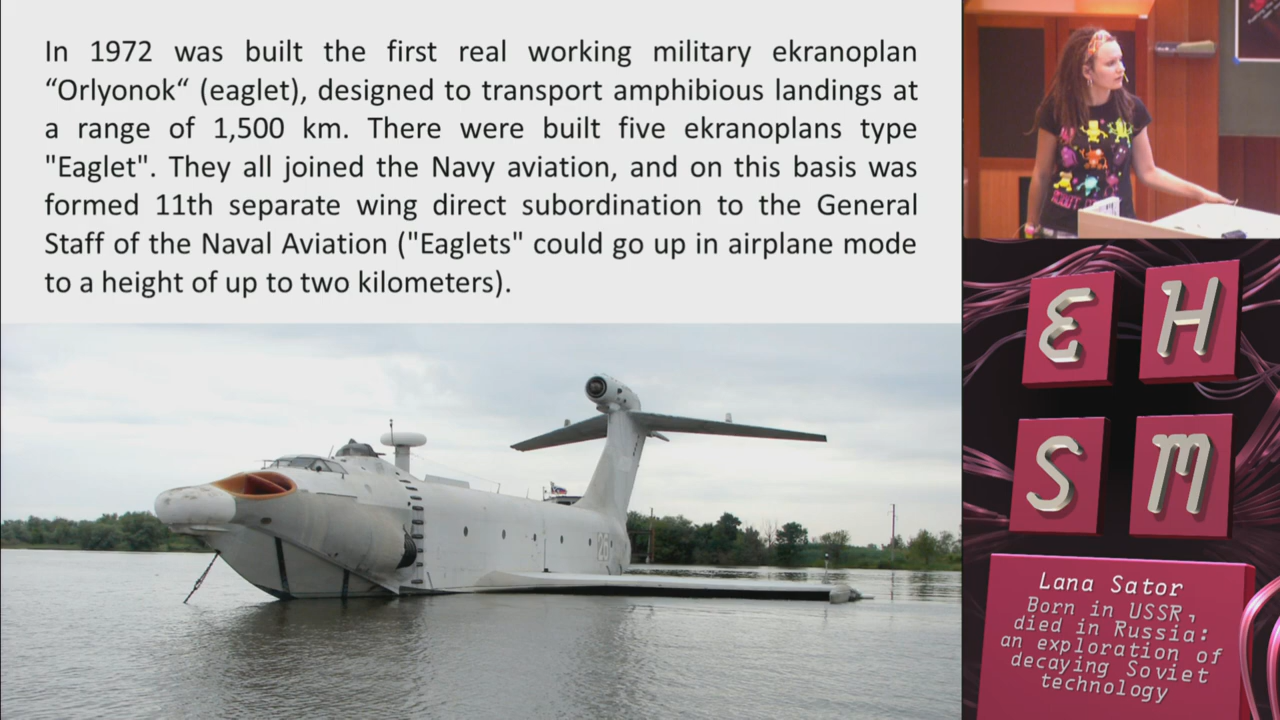 In 1972 was built the first real working military ekranoplan
“Orlyonok“ (eaglet), designed to transport amphibious landings at
a range of 1,500 km. There were built five ekranoplans type
"Eaglet". They all joined the Navy aviation, and on this basis was
formed 11th separate wing direct subordination to the General
Staff of the Naval Aviation ("Eaglets" could go up in airplane mode
to a height of up to two kilometers).
26
E H
S M
Lana Sator
Born in USSR,
died in Russia:
an exploration of
decaying Soviet
technology